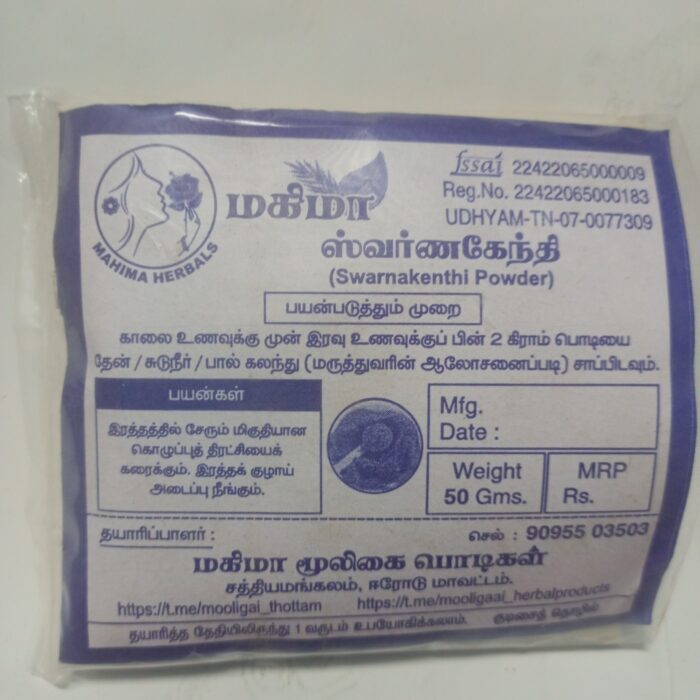 MAHIMA HERBALS
மகிமா
fssai 22422065000009
Reg.No. 22422065000183
UDHYAM-TN-07-0077309
ஸ்வர்ணகேந்தி
(Swarnakenthi Powder)
பயன்படுத்தும் முறை
காலை உணவுக்கு முன் இரவு உணவுக்குப் பின் 2 கிராம் பொடியை
தேன் / சுடுநீர் / பால் கலந்து (மருத்துவரின் ஆலோசனைப்படி) சாப்பிடவும்.
பயன்கள்
இரத்தத்தில் சேரும் மிகுதியான
கொழுப்புத் திரட்சியைக்
கரைக்கும். இரத்தக் குழாய்
அடைப்பு நீங்கும்.
Mfg.
Date :
Weight
50 Gms.
MRP
Rs.
தயாரிப்பாளர் :
செல் : 90955 03503
மகிமா மூலிகை பொடிகள்
சத்தியமங்கலம், ஈரோடு மாவட்டம்.
https://t.me/mooligai_thottam https://t.me/mooligaai_herbalproducts
தயாரித்த தேதியிலிருந்து 1 வருடம் உபயோகிக்கலாம். குடிசைத் தொழில்